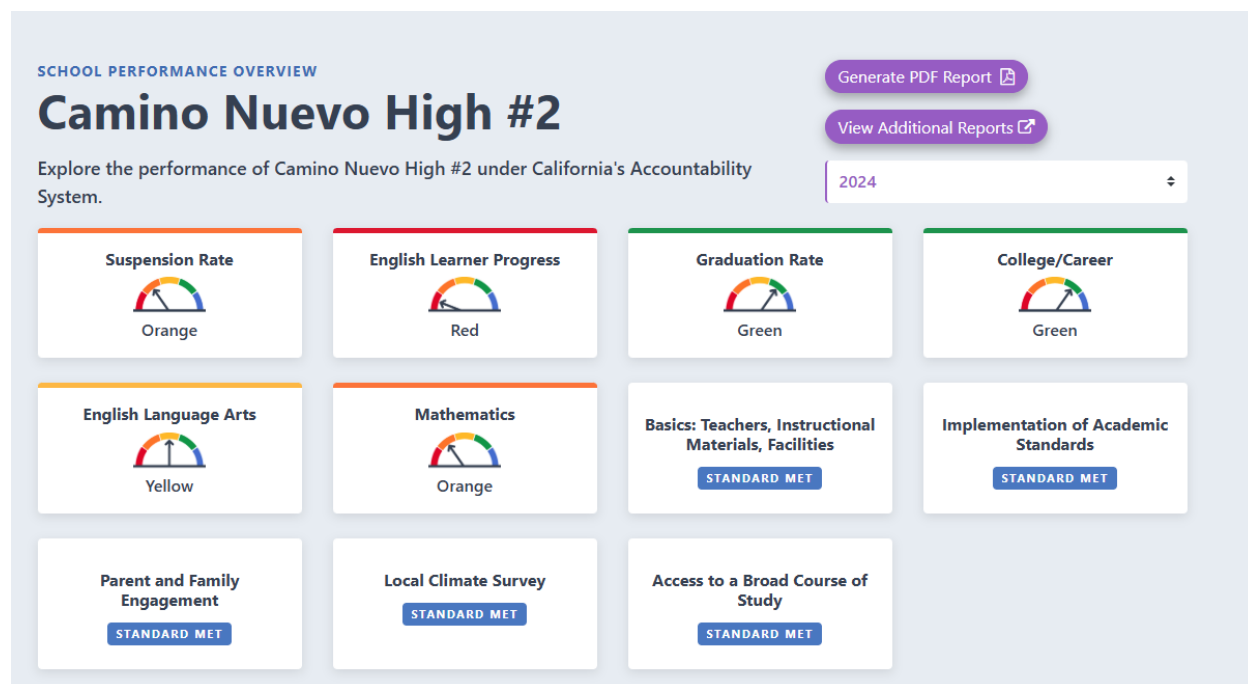 SCHOOL PERFORMANCE OVERVIEW
Camino Nuevo High #2
Explore the performance of Camino Nuevo High #2 under California's Accountability
System.
Generate PDF Report
View Additional Reports
2024
Suspension Rate
Orange
English Learner Progress
Red
Graduation Rate
Green
College/Career
Green
English Language Arts
Yellow
Mathematics
Orange
Basics: Teachers, Instructional
Materials, Facilities
STANDARD MET
Implementation of Academic
Standards
STANDARD MET
Parent and Family
Engagement
STANDARD MET
Local Climate Survey
STANDARD MET
Access to a Broad Course of
Study
STANDARD MET